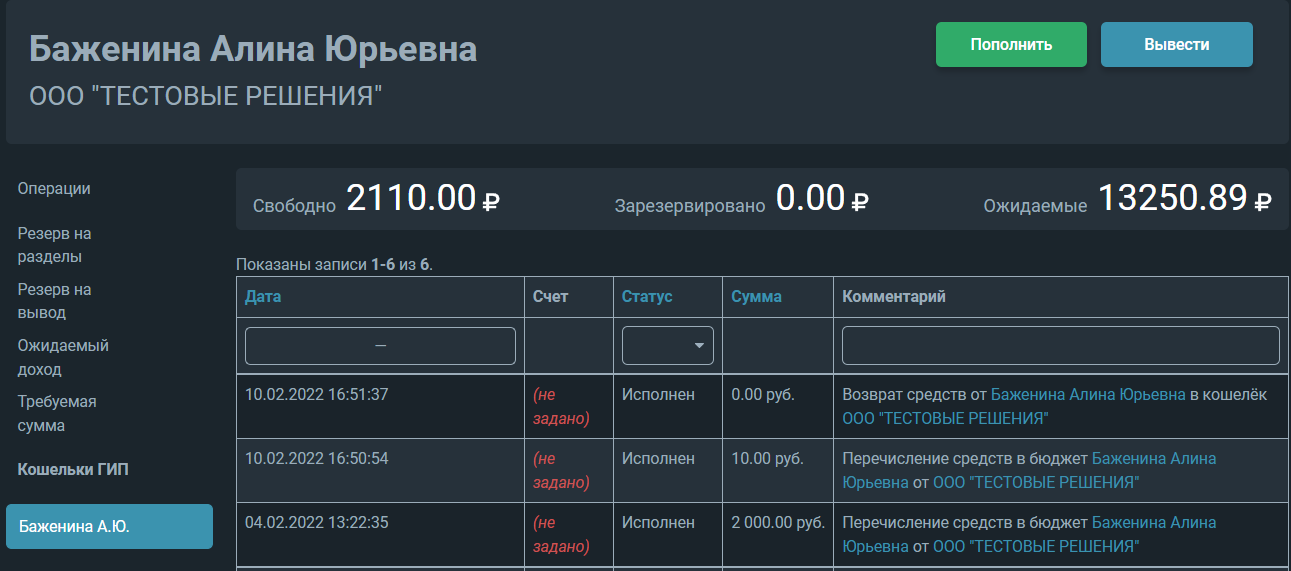 Баженина Алина Юрьевна
ООО "ТЕСТОВЫЕ РЕШЕНИЯ"
Пополнить
Вывести
Операции
Резерв на
разделы
Резерв на
вывод
Ожидаемый
доход
Требуемая
сумма
Кошельки ГИП
Баженина А.Ю.
Свободно 2110.00 ₽
Зарезервировано 0.00 ₽
Ожидаемые 13250.89 ₽
Показаны записи 1-6 из 6.
Дата Счет Статус Сумма Комментарий
—
10.02.2022 16:51:37 (не Исполнен 0.00 руб. Возврат средств от Баженина Алина Юрьевна в кошелёк
задано) ООО "ТЕСТОВЫЕ РЕШЕНИЯ"
10.02.2022 16:50:54 (не Исполнен 10.00 руб. Перечисление средств в бюджет Баженина Алина
задано) Юрьевна от ООО "ТЕСТОВЫЕ РЕШЕНИЯ"
04.02.2022 13:22:35 (не Исполнен 2 000.00 руб. Перечисление средств в бюджет Баженина Алина
задано) Юрьевна от ООО "ТЕСТОВЫЕ РЕШЕНИЯ"